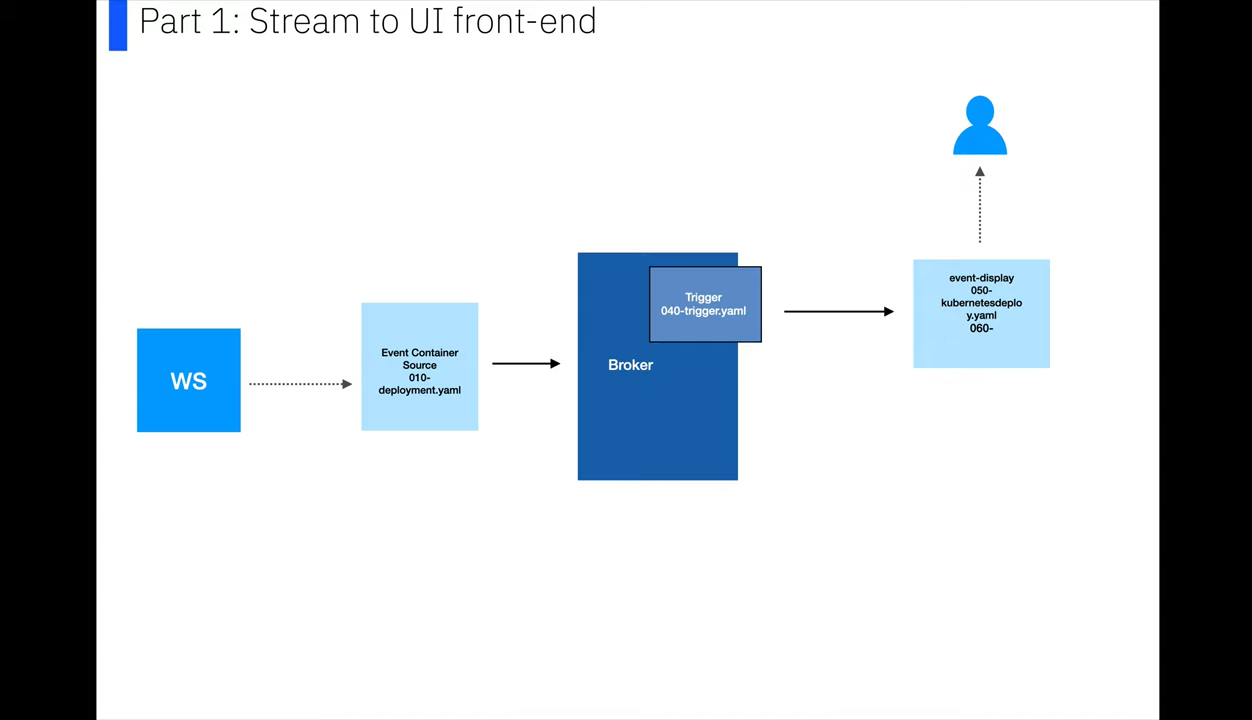 Part 1: Stream to UI front-end
WS
Event Container
Source
010-
deployment.yaml
Broker
Trigger
040-trigger.yaml
event-display
050-
kubernetesdeplo
y.yaml
060-